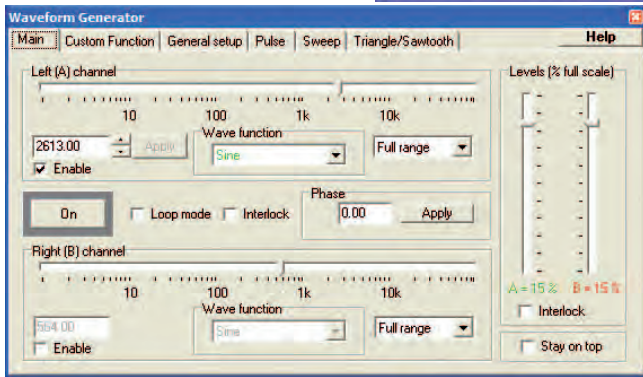 Waveform Generator
Main Custom Function General setup Pulse Sweep Triangle/Sawtooth Help
Left (A) channel
10 100 1k 10k
2613.00 Apply
Wave function
Sine
Full range
Enable
On
Loop mode
Interlock
Phase
0.00 Apply
Right (B) channel
10 100 1k 10k
554.00
Wave function
Sine
Full range
Enable
Levels (% full scale)
A = 15 % B = 15 %
Interlock
Stay on top